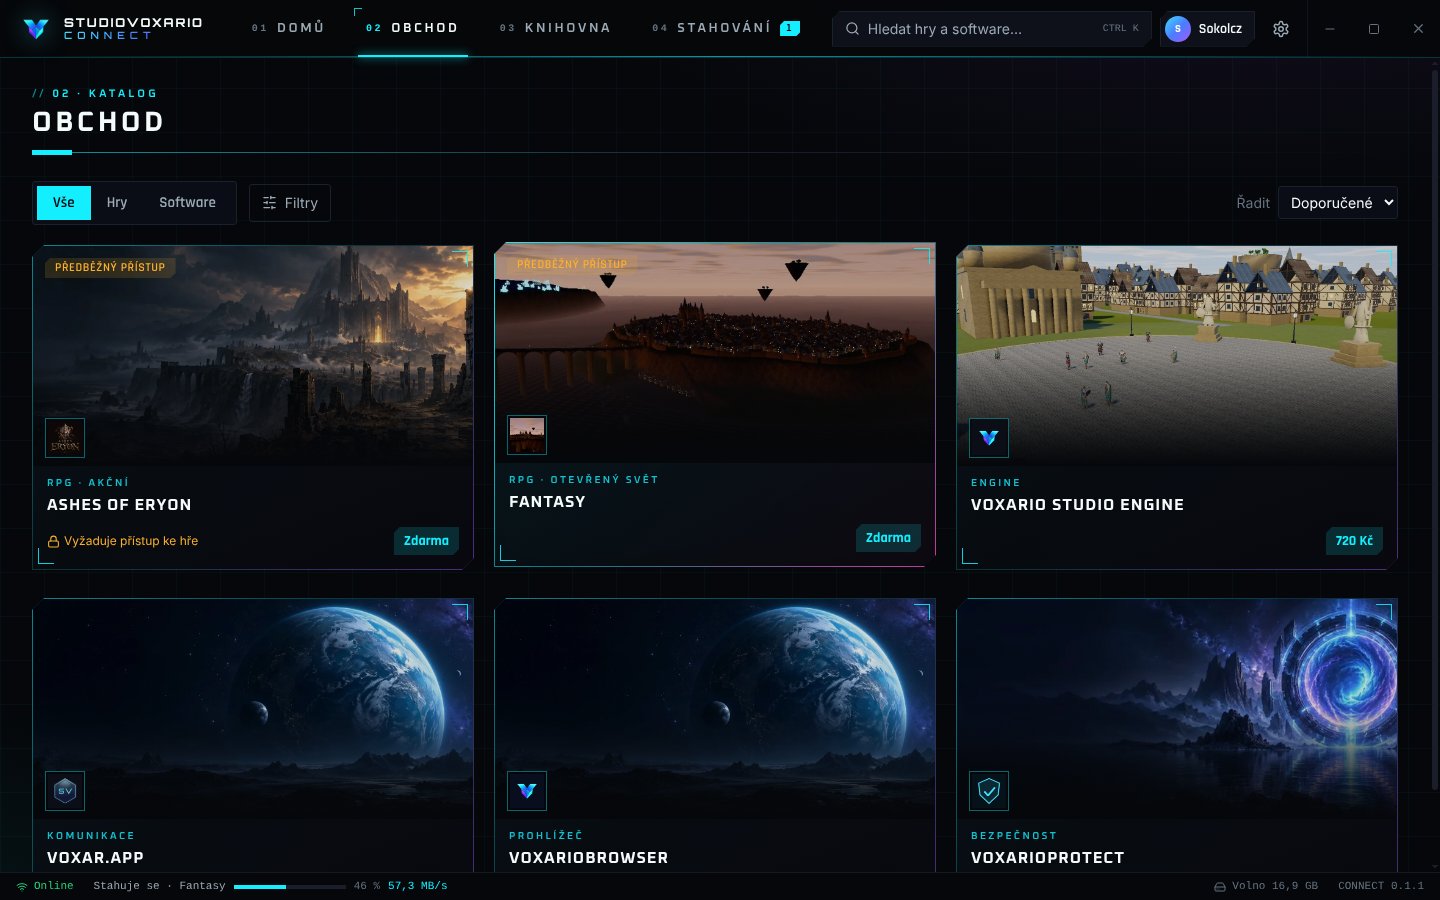 STUDIOVOXARIO
CONNECT
01 DOMŮ
02 OBCHOD
03 KNIHOVNA
04 STAHOVÁNÍ 1
Hledat hry a software... CTRL K
S Sokolcz
// 02 · KATALOG
OBCHOD
Vše Hry Software Filtry
Řadit Doporučené
PŘEDBĚŽNÝ PŘÍSTUP
ERYON
RPG · AKČNÍ
ASHES OF ERYON
Vyžaduje přístup ke hře
Zdarma
PŘEDBĚŽNÝ PŘÍSTUP
RPG · OTEVŘENÝ SVĚT
FANTASY
Zdarma
ENGINE
VOXARIO STUDIO ENGINE
720 Kč
SV
KOMUNIKACE
VOXAR.APP
PROHLÍŽEČ
VOXARIOBROWSER
BEZPEČNOST
VOXARIOPROTECT
Online Stahuje se · Fantasy 46 % 57,3 MB/s
Volno 16,9 GB CONNECT 0.1.1